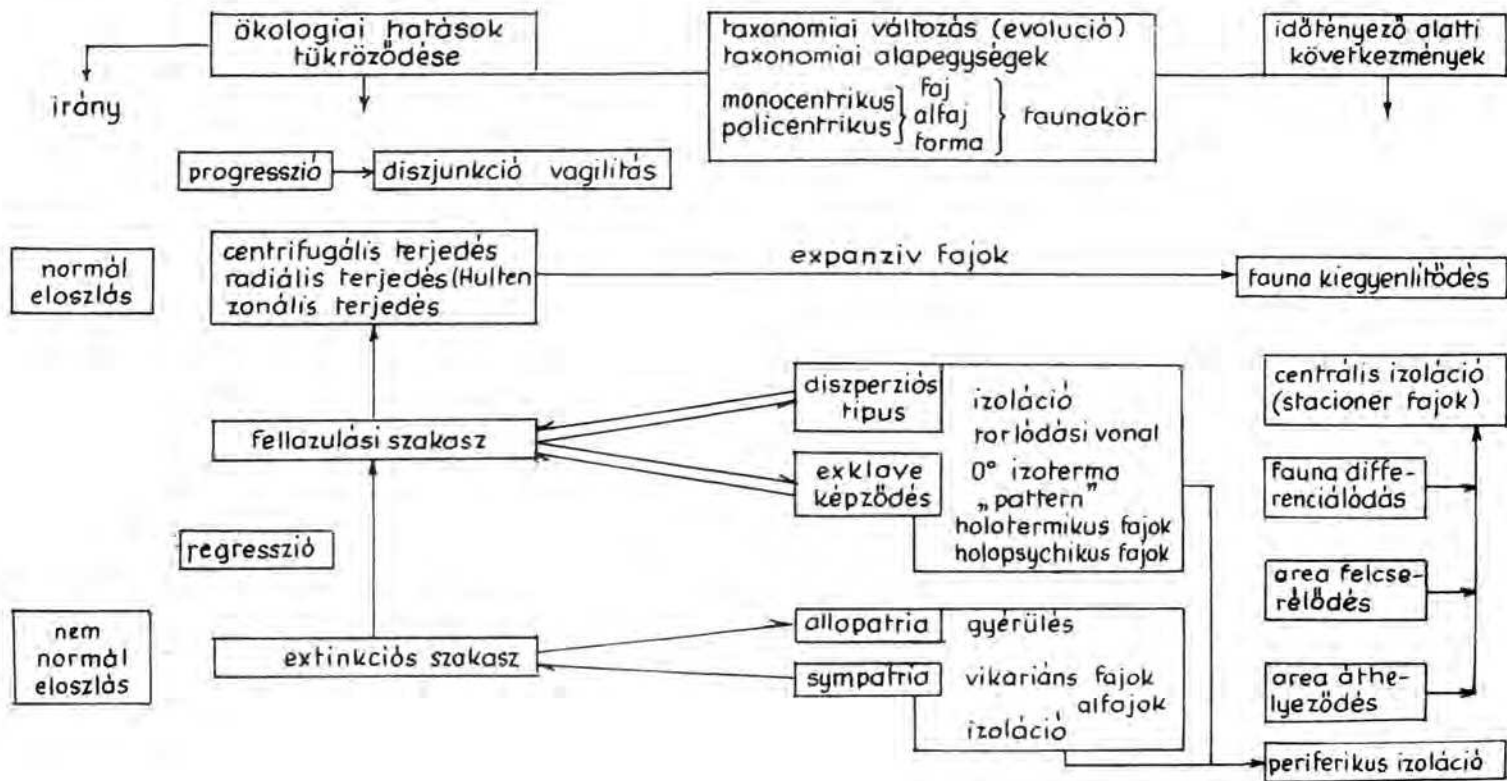 ökológiai hatások
tükröződése
irány
taxonomiai változás (evolució)
taxonomiai alapegységek
monocentrikus
policentrikus
faj
alfaj
forma
faunakör
időtényező alatti
következmények
progresszió
diszjunkció vagilitás
normál
eloszlás
centrifugális terjedés
radiális terjedés (Hulten
zonális terjedés
expanziv fajok
fauna kiegyenlitődés
fellazulási szakasz
diszperziós
tipus
exklave
képződés
izoláció
torlódási vonal
0° izoterma
„pattern”
holotermikus fajok
holopsychikus fajok
centrális izoláció
(stacioner fajok)
fauna diffe-
renciálódás
area felcse-
rélődés
area áthe-
lyeződés
regresszió
nem
normál
eloszlás
extinkciós szakasz
allopatria
sympatria
gyérülés
vikariáns fajok
alfajok
izoláció
periferikus izoláció